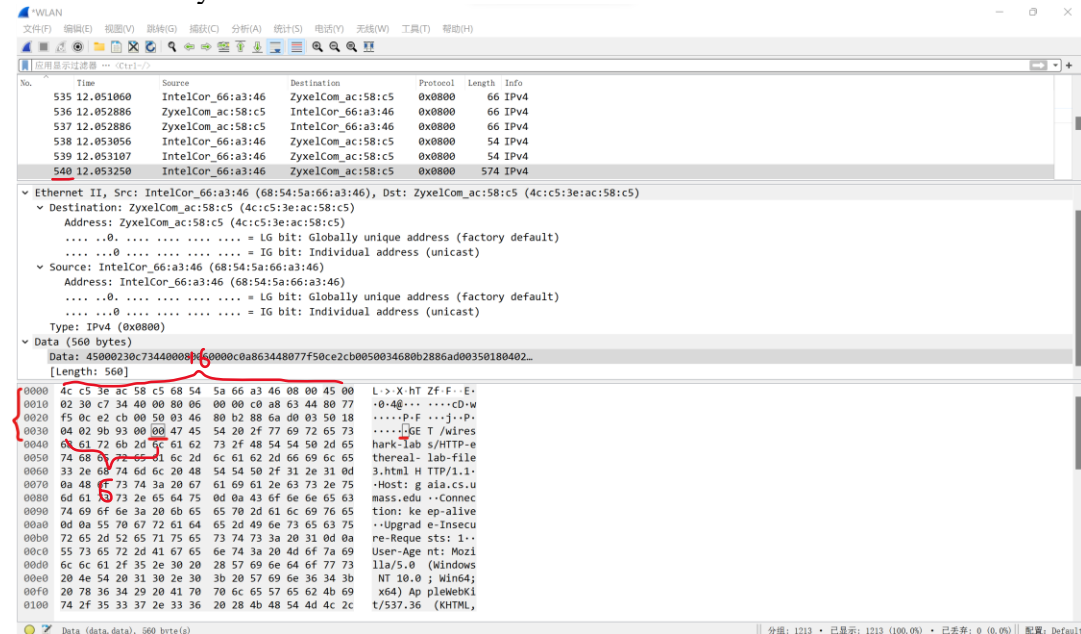 *WLAN
文件(F) 编辑(E) 视图(V) 跳转(G) 捕获(C) 分析(A) 统计(S) 电话(Y) 无线(W) 工具(T) 帮助(H)
应用显示过滤器 … <Ctrl-/>
No. Time Source Destination Protocol Length Info
535 12.051060 IntelCor_66:a3:46 ZyxelCom_ac:58:c5 0x0800 66 IPv4
536 12.052886 ZyxelCom_ac:58:c5 IntelCor_66:a3:46 0x0800 66 IPv4
537 12.052886 ZyxelCom_ac:58:c5 IntelCor_66:a3:46 0x0800 66 IPv4
538 12.053056 IntelCor_66:a3:46 ZyxelCom_ac:58:c5 0x0800 54 IPv4
539 12.053107 IntelCor_66:a3:46 ZyxelCom_ac:58:c5 0x0800 54 IPv4
540 12.053250 IntelCor_66:a3:46 ZyxelCom_ac:58:c5 0x0800 574 IPv4
Ethernet II, Src: IntelCor_66:a3:46 (68:54:5a:66:a3:46), Dst: ZyxelCom_ac:58:c5 (4c:c5:3e:ac:58:c5)
Destination: ZyxelCom_ac:58:c5 (4c:c5:3e:ac:58:c5)
Address: ZyxelCom_ac:58:c5 (4c:c5:3e:ac:58:c5)
.... ..0. .... .... .... .... = LG bit: Globally unique address (factory default)
.... ...0 .... .... .... .... = IG bit: Individual address (unicast)
Source: IntelCor_66:a3:46 (68:54:5a:66:a3:46)
Address: IntelCor_66:a3:46 (68:54:5a:66:a3:46)
.... ..0. .... .... .... .... = LG bit: Globally unique address (factory default)
.... ...0 .... .... .... .... = IG bit: Individual address (unicast)
Type: IPv4 (0x0800)
Data (560 bytes)
Data: 45000230c734400080060000c0a863448077f50ce2cb0050034680b2886ad00350180402…
[Length: 560]
16
0000 4c c5 3e ac 58 c5 68 54 5a 66 a3 46 08 00 45 00 L·>·X·hT Zf·F··E·
0010 02 30 c7 34 40 00 80 06 00 00 c0 a8 63 44 80 77 ·0·4@··· ····cD·w
0020 f5 0c e2 cb 00 50 03 46 80 b2 88 6a d0 03 50 18 ·····P·F ···j··P·
0030 04 02 9b 93 00 00 47 45 54 20 2f 77 69 72 65 73 ······GE T /wires
0040 68 61 72 6b 2d 6c 61 62 73 2f 48 54 54 50 2d 65 hark-lab s/HTTP-e
0050 74 68 65 72 65 61 6c 2d 6c 61 62 2d 66 69 6c 65 thereal- lab-file
0060 33 2e 68 74 6d 6c 20 48 54 54 50 2f 31 2e 31 0d 3.html H TTP/1.1·
0070 0a 48 6f 73 74 3a 20 67 61 69 61 2e 63 73 2e 75 ·Host: g aia.cs.u
6
0080 6d 61 73 73 2e 65 64 75 0d 0a 43 6f 6e 6e 65 63 mass.edu ··Connec
0090 74 69 6f 6e 3a 20 6b 65 65 70 2d 61 6c 69 76 65 tion: ke ep-alive
00a0 0d 0a 55 70 67 72 61 64 65 2d 49 6e 73 65 63 75 ··Upgrad e-Insecu
00b0 72 65 2d 52 65 71 75 65 73 74 73 3a 20 31 0d 0a re-Reque sts: 1··
00c0 55 73 65 72 2d 41 67 65 6e 74 3a 20 4d 6f 7a 69 User-Age nt: Mozi
00d0 6c 6c 61 2f 35 2e 30 20 28 57 69 6e 64 6f 77 73 lla/5.0 (Windows
00e0 20 4e 54 20 31 30 2e 30 3b 20 57 69 6e 36 34 3b NT 10.0 ; Win64;
00f0 20 78 36 34 29 20 41 70 70 6c 65 57 65 62 4b 69 x64) Ap pleWebKi
0100 74 2f 35 33 37 2e 33 36 20 28 4b 48 54 4d 4c 2c t/537.36 (KHTML,
Data (data.data), 560 byte(s) 分组: 1213 · 已显示: 1213 (100.0%) · 已丢弃: 0 (0.0%) 配置: Default